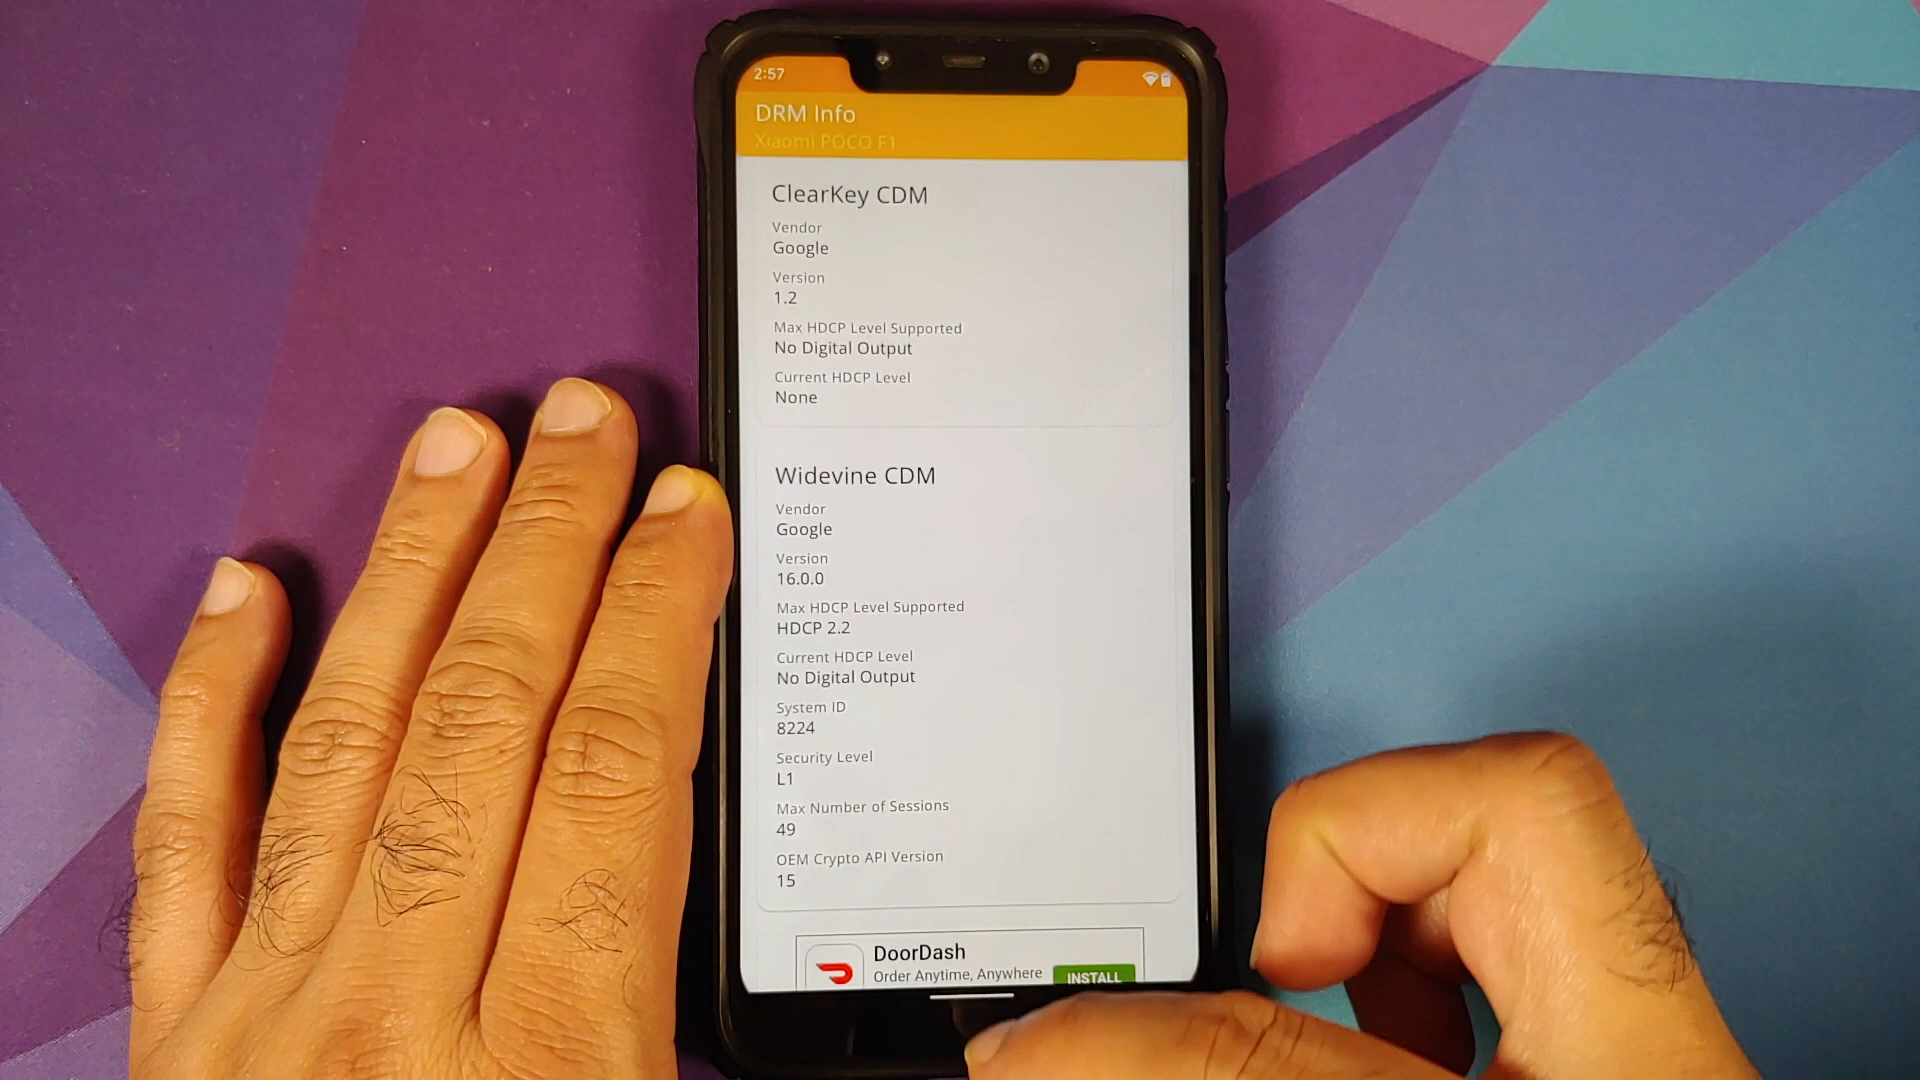 2:57
DRM Info
Xiaomi POCO F1
ClearKey CDM
Vendor
Google
Version
1.2
Max HDCP Level Supported
No Digital Output
Current HDCP Level
None
Widevine CDM
Vendor
Google
Version
16.0.0
Max HDCP Level Supported
HDCP 2.2
Current HDCP Level
No Digital Output
System ID
8224
Security Level
L1
Max Number of Sessions
49
OEM Crypto API Version
15
DoorDash
Order Anytime, Anywhere
INSTALL